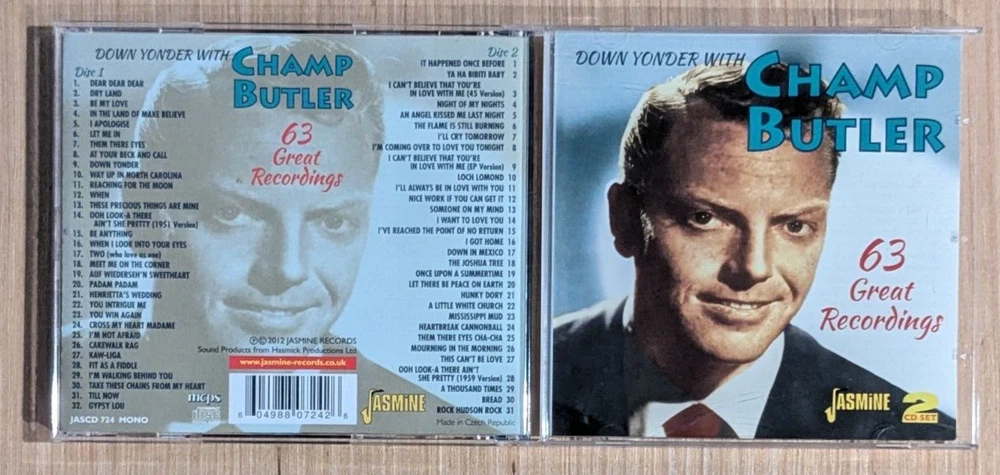 DOWN YONDER WITH
CHAMP
BUTLER
63
Great
Recordings
Disc 1
1. DEAR DEAR DEAR
2. DRY LAND
3. BE MY LOVE
4. IN THE LAND OF MAKE BELIEVE
5. I APOLOGISE
6. LET ME IN
7. THEM THERE EYES
8. AT YOUR BECK AND CALL
9. DOWN YONDER
10. WAY UP IN NORTH CAROLINA
11. REACHING FOR THE MOON
12. WHEN
13. THESE PRECIOUS THINGS ARE MINE
14. OOH LOOK-A THERE
AIN'T SHE PRETTY (1951 Version)
15. BE ANYTHING
16. WHEN I LOOK INTO YOUR EYES
17. TWO (who love as one)
18. MEET ME ON THE CORNER
19. AUF WIEDERSEH'N SWEETHEART
20. PADAM PADAM
21. HENRIETTA'S WEDDING
22. YOU INTRIGUE ME
23. YOU WIN AGAIN
24. CROSS MY HEART MADAME
25. I'M NOT AFRAID
26. CAKEWALK RAG
27. KAW-LIGA
28. FIT AS A FIDDLE
29. I'M WALKING BEHIND YOU
30. TAKE THESE CHAINS FROM MY HEART
31. TILL NOW
32. GYPSY LOU
JASCD 724 MONO
Disc 2
IT HAPPENED ONCE BEFORE 1
YA HA BIBITI BABY 2
I CAN'T BELIEVE THAT YOU'RE
IN LOVE WITH ME (45 Version) 3
NIGHT OF MY NIGHTS 4
AN ANGEL KISSED ME LAST NIGHT 5
THE FLAME IS STILL BURNING 6
I'LL CRY TOMORROW 7
I'M COMING OVER TO LOVE YOU TONIGHT 8
I CAN'T BELIEVE THAT YOU'RE
IN LOVE WITH ME (EP Version) 9
LOCH LOMOND 10
I'LL ALWAYS BE IN LOVE WITH YOU 11
NICE WORK IF YOU CAN GET IT 12
SOMEONE ON MY MIND 13
I WANT TO LOVE YOU 14
I'VE REACHED THE POINT OF NO RETURN 15
I GOT HOME 16
DOWN IN MEXICO 17
THE JOSHUA TREE 18
ONCE UPON A SUMMERTIME 19
LET THERE BE PEACE ON EARTH 20
HUNKY DORY 21
A LITTLE WHITE CHURCH 22
MISSISSIPPI MUD 23
HEARTBREAK CANNONBALL 24
THEM THERE EYES CHA-CHA 25
MOURNING IN THE MORNING 26
THIS CAN'T BE LOVE 27
OOH LOOK-A THERE AIN'T
SHE PRETTY (1959 Version) 28
A THOUSAND TIMES 29
BREAD 30
ROCK HUDSON ROCK 31
℗©2012 JASMINE RECORDS
Sound Products from Hasmick Productions Ltd
www.jasmine-records.co.uk
mcps
6 04988 07242 6
JASMINE
Made in Czech Republic
DOWN YONDER WITH
CHAMP
BUTLER
63
Great
Recordings
JASMINE
2
CD SET